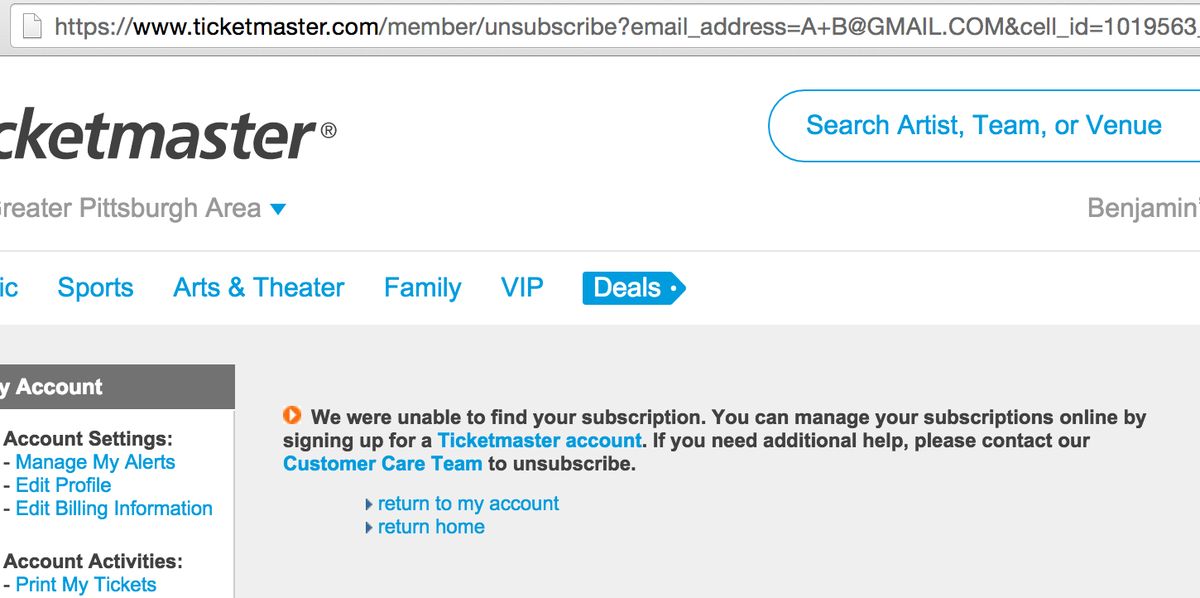 https://www.ticketmaster.com/member/unsubscribe?email_address=A+B@GMAIL.COM&cell_id=1019563_
cketmaster®
Search Artist, Team, or Venue
reater Pittsburgh Area
Benjamin'
ic Sports Arts & Theater Family VIP Deals
y Account
Account Settings:
- Manage My Alerts
- Edit Profile
- Edit Billing Information
Account Activities:
- Print My Tickets
We were unable to find your subscription. You can manage your subscriptions online by
signing up for a Ticketmaster account. If you need additional help, please contact our
Customer Care Team to unsubscribe.
return to my account
return home